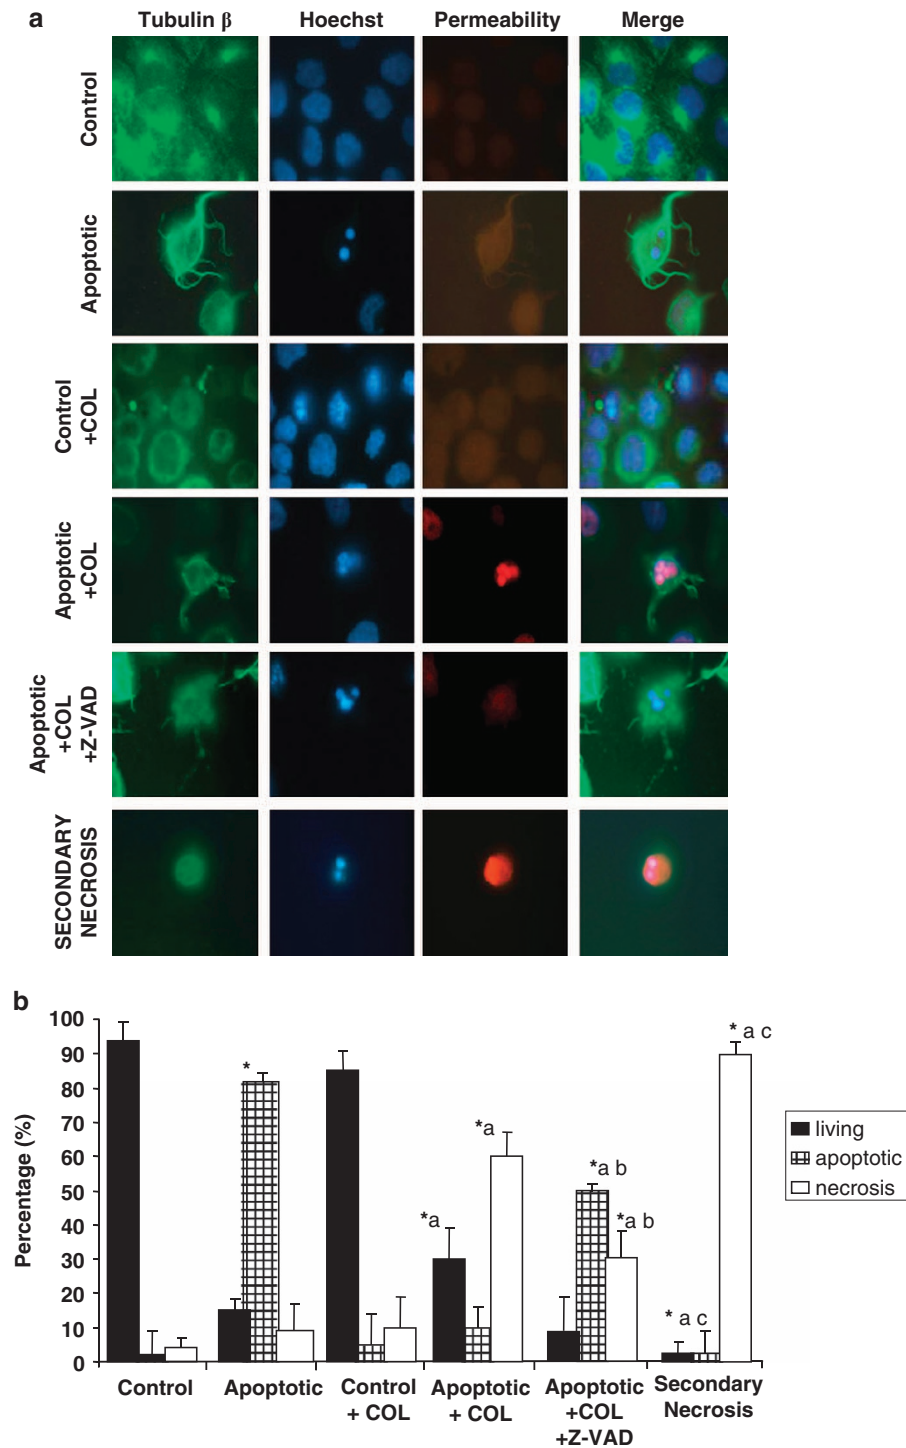 a
Tubulin β Hoechst Permeability Merge
Control
Apoptotic
Control
+COL
Apoptotic
+COL
Apoptotic
+COL
+Z-VAD
SECONDARY
NECROSIS
b
Percentage (%)
100
90
80
70
60
50
40
30
20
10
0
*
*a
*a
*a b
*a b
* a c
* a c
living
apoptotic
necrosis
Control
Apoptotic
Control
+ COL
Apoptotic
+ COL
Apoptotic
+COL
+Z-VAD
Secondary
Necrosis